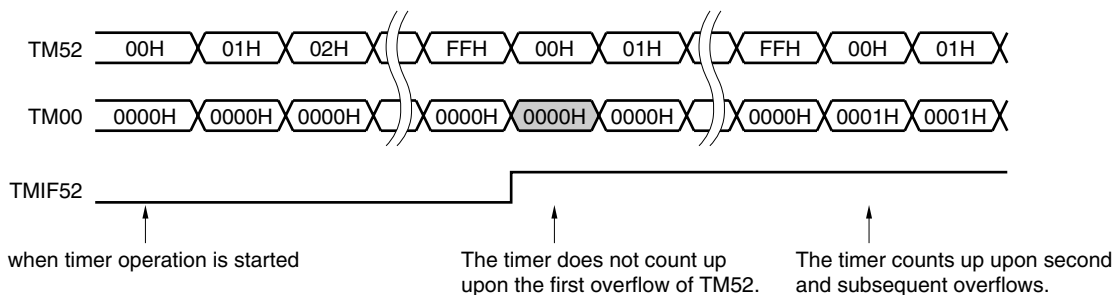 TM52 00H 01H 02H FFH 00H 01H FFH 00H 01H
TM00 0000H 0000H 0000H 0000H 0000H 0000H 0000H 0001H 0001H
TMIF52
when timer operation is started
The timer does not count up
upon the first overflow of TM52.
The timer counts up upon second
and subsequent overflows.